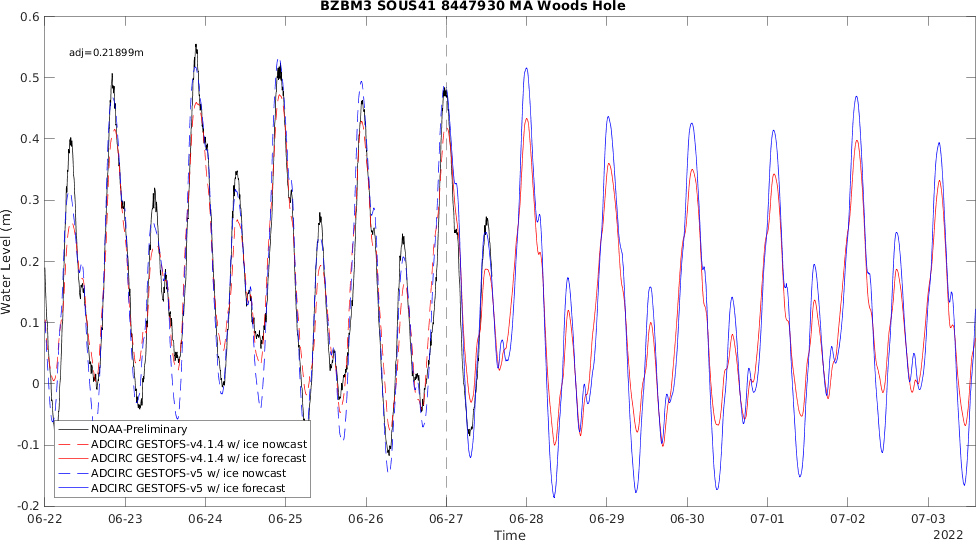 BZBM3 SOUS41 8447930 MA Woods Hole
adj=0.21899m
Water Level (m)
0.6
0.5
0.4
0.3
0.2
0.1
0
-0.1
-0.2
NOAA-Preliminary
ADCIRC GESTOFS-v4.1.4 w/ ice nowcast
ADCIRC GESTOFS-v4.1.4 w/ ice forecast
ADCIRC GESTOFS-v5 w/ ice nowcast
ADCIRC GESTOFS-v5 w/ ice forecast
06-22 06-23 06-24 06-25 06-26 06-27 06-28 06-29 06-30 07-01 07-02 07-03
Time
2022